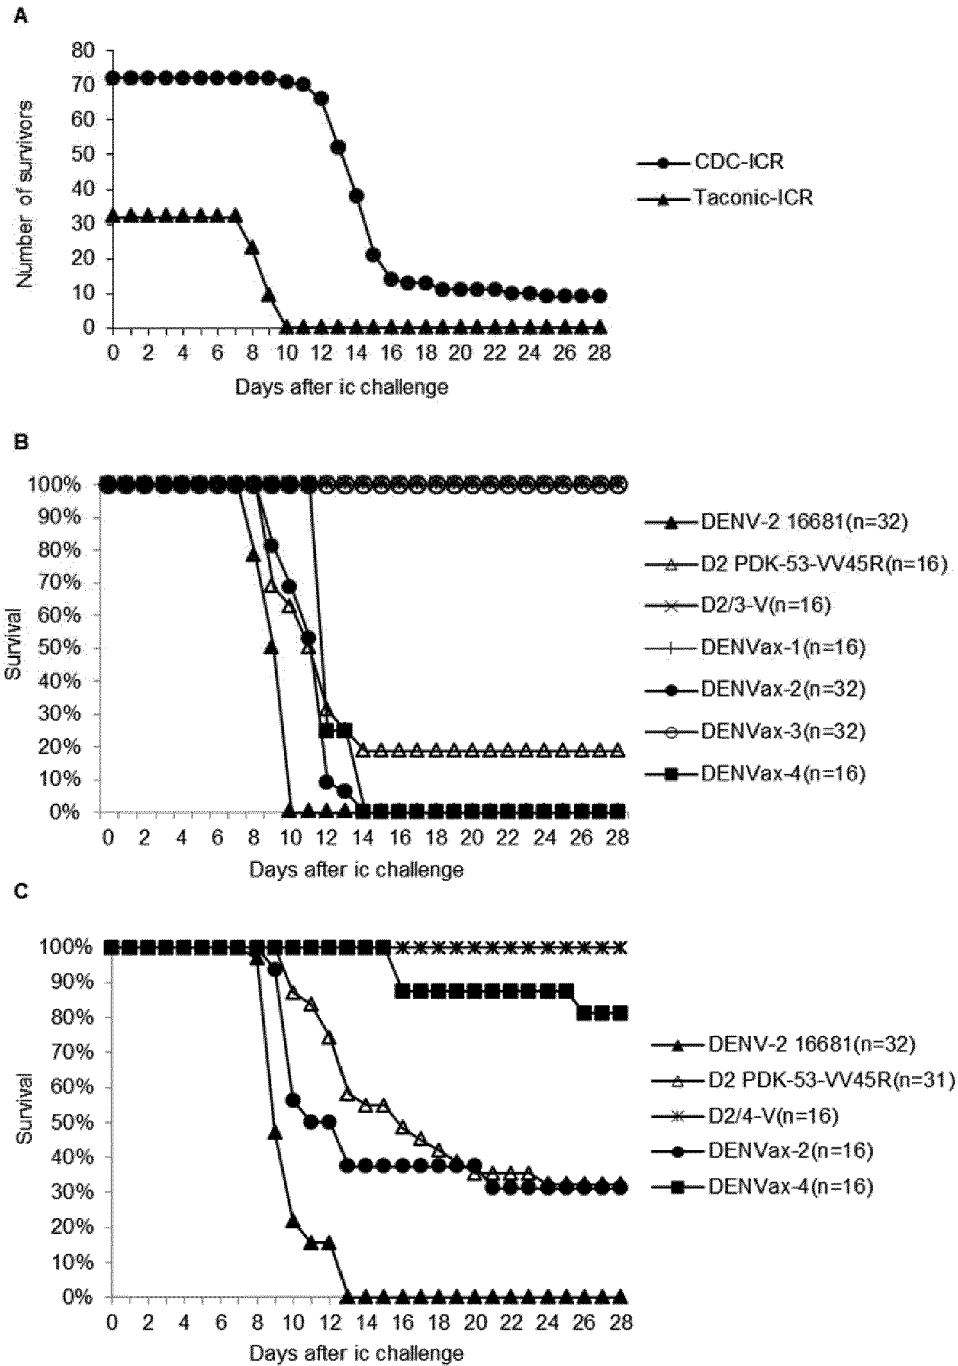 A
80
70
60
50
40
30
20
10
0
Number of survivors
0 2 4 6 8 10 12 14 16 18 20 22 24 26 28
Days after ic challenge
CDC-ICR
Taconic-ICR
B
100%
90%
80%
70%
60%
50%
40%
30%
20%
10%
0%
Survival
0 2 4 6 8 10 12 14 16 18 20 22 24 26 28
Days after ic challenge
DENV-2 16681(n=32)
D2 PDK-53-VV45R(n=16)
D2/3-V(n=16)
DENVax-1(n=16)
DENVax-2(n=32)
DENVax-3(n=32)
DENVax-4(n=16)
C
100%
90%
80%
70%
60%
50%
40%
30%
20%
10%
0%
Survival
0 2 4 6 8 10 12 14 16 18 20 22 24 26 28
Days after ic challenge
DENV-2 16681(n=32)
D2 PDK-53-VV45R(n=31)
D2/4-V(n=16)
DENVax-2(n=16)
DENVax-4(n=16)